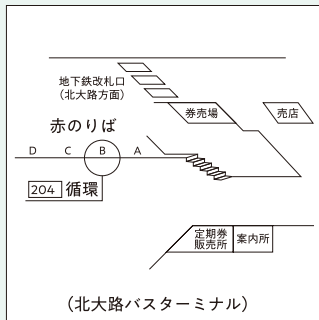 地下鉄改札口
（北大路方面）
券売場
売店
赤のりば
D C B A
204 循環
定期券
販売所
案内所
（北大路バスターミナル）